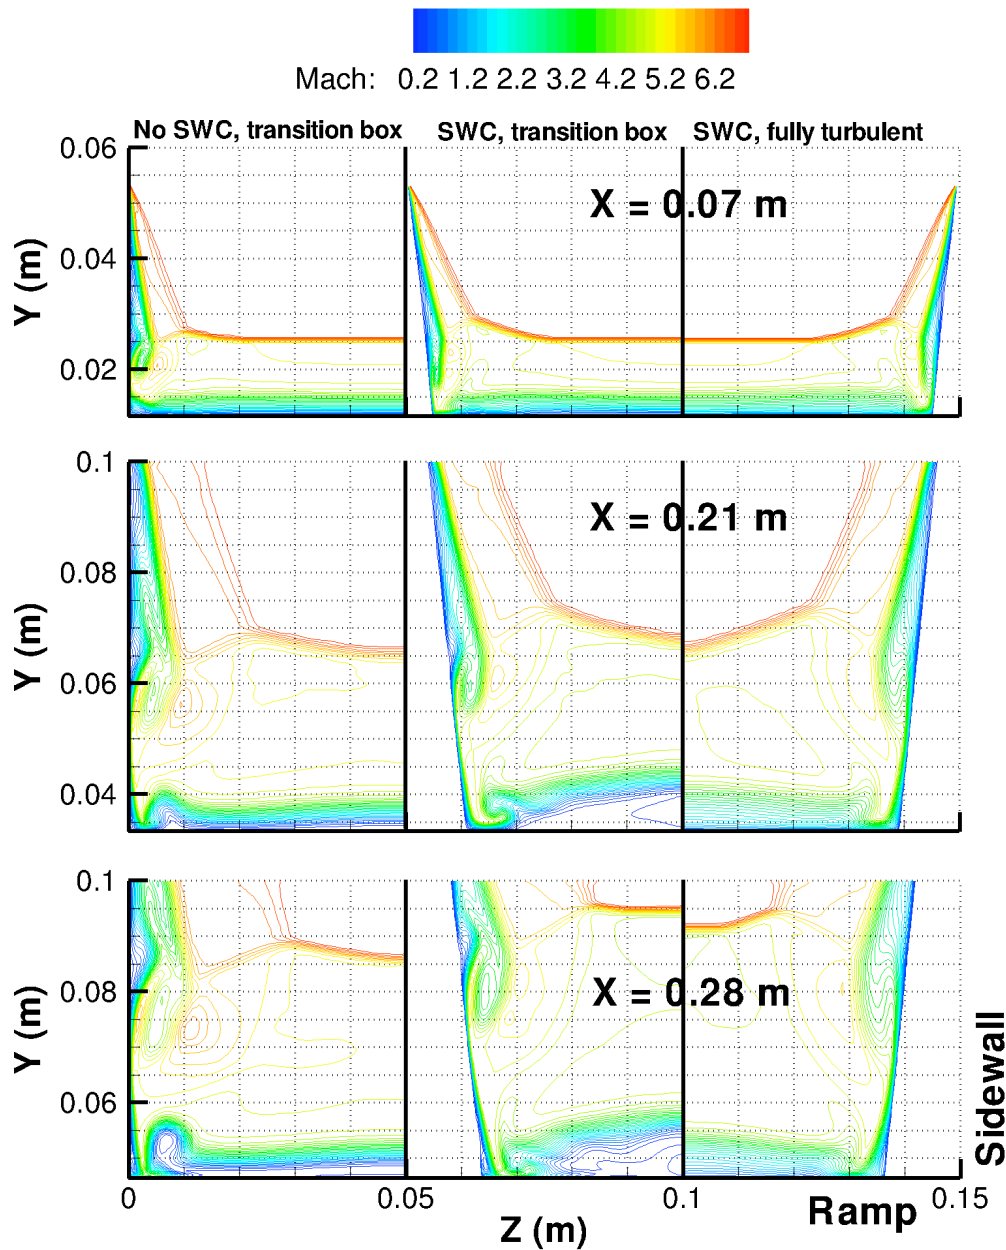 Mach: 0.2 1.2 2.2 3.2 4.2 5.2 6.2
No SWC, transition box SWC, transition box SWC, fully turbulent
0.06
X = 0.07 m
0.04
Y (m)
0.02
0.1
X = 0.21 m
0.08
Y (m)
0.06
0.04
0.1
X = 0.28 m
0.08
Y (m)
0.06
Sidewall
0 0.05 0.1 0.15
Ramp
Z (m)